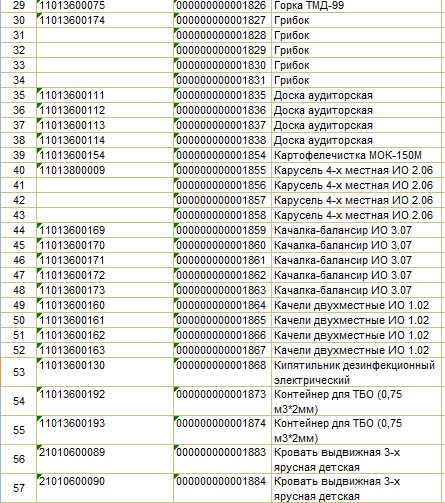 29 11013600075 000000000001826 Горка ТМД-99
30 11013600174 000000000001827 Грибок
31 000000000001828 Грибок
32 000000000001829 Грибок
33 000000000001830 Грибок
34 000000000001831 Грибок
35 11013600111 000000000001835 Доска аудиторская
36 11013600112 000000000001836 Доска аудиторская
37 11013600113 000000000001837 Доска аудиторская
38 11013600114 000000000001838 Доска аудиторская
39 11013600154 000000000001854 Картофелечистка МОК-150М
40 11013800009 000000000001855 Карусель 4-х местная ИО 2.06
41 000000000001856 Карусель 4-х местная ИО 2.06
42 000000000001857 Карусель 4-х местная ИО 2.06
43 000000000001858 Карусель 4-х местная ИО 2.06
44 11013600169 000000000001859 Качалка-балансир ИО 3.07
45 11013600170 000000000001860 Качалка-балансир ИО 3.07
46 11013600171 000000000001861 Качалка-балансир ИО 3.07
47 11013600172 000000000001862 Качалка-балансир ИО 3.07
48 11013600173 000000000001863 Качалка-балансир ИО 3.07
49 11013600160 000000000001864 Качели двухместные ИО 1.02
50 11013600161 000000000001865 Качели двухместные ИО 1.02
51 11013600162 000000000001866 Качели двухместные ИО 1.02
52 11013600163 000000000001867 Качели двухместные ИО 1.02
53 11013600130 000000000001868 Кипятильник дезинфекционный
электрический
54 11013600192 000000000001873 Контейнер для ТБО (0,75
м3*2мм)
55 11013600193 000000000001874 Контейнер для ТБО (0,75
м3*2мм)
56 21010600089 000000000001883 Кровать выдвижная 3-х
ярусная детская
57 21010600090 000000000001884 Кровать выдвижная 3-х
ярусная детская